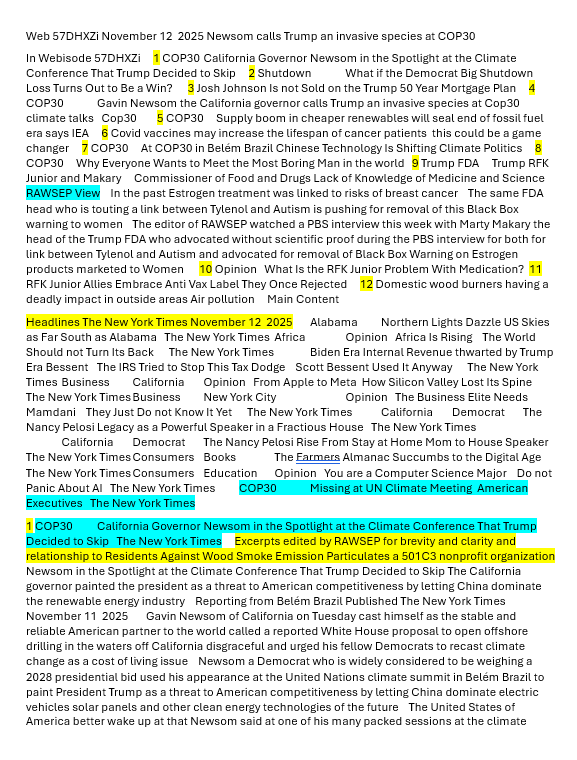 Web 57DHXZi November 12  2025 Newsom calls Trump an invasive species at COP30
In Webisode 57DHXZi    1 COP30 California Governor Newsom in the Spotlight at the Climate
Conference That Trump Decided to Skip    2 Shutdown    What if the Democrat Big Shutdown
Loss Turns Out to Be a Win?    3 Josh Johnson Is not Sold on the Trump 50 Year Mortgage Plan    4
COP30    Gavin Newsom the California governor calls Trump an invasive species at Cop30
climate talks   Cop30    5 COP30    Supply boom in cheaper renewables will seal end of fossil fuel
era says IEA    6 Covid vaccines may increase the lifespan of cancer patients  this could be a game
changer    7 COP30    At COP30 in Belém Brazil Chinese Technology Is Shifting Climate Politics    8
COP30    Why Everyone Wants to Meet the Most Boring Man in the world   9 Trump FDA    Trump RFK
Junior and Makary    Commissioner of Food and Drugs Lack of Knowledge of Medicine and Science
RAWSEP View    In the past Estrogen treatment was linked to risks of breast cancer    The same FDA
head who is touting a link between Tylenol and Autism is pushing for removal of this Black Box
warning to women   The editor of RAWSEP watched a PBS interview this week with Marty Makary the
head of the Trump FDA who advocated without scientific proof during the PBS interview for both for
link between Tylenol and Autism and advocated for removal of Black Box Warning on Estrogen
products marketed to Women    10 Opinion   What Is the RFK Junior Problem With Medication?  11
RFK Junior Allies Embrace Anti Vax Label They Once Rejected    12 Domestic wood burners having a
deadly impact in outside areas Air pollution    Main Content
Headlines The New York Times November 12  2025    Alabama    Northern Lights Dazzle US Skies
as Far South as Alabama   The New York Times Africa    Opinion   Africa Is Rising   The World
Should not Turn Its Back    The New York Times    Biden Era Internal Revenue thwarted by Trump
Era Bessent   The IRS Tried to Stop This Tax Dodge   Scott Bessent Used It Anyway    The New York
Times Business    California    Opinion   From Apple to Meta  How Silicon Valley Lost Its Spine
The New York Times Business    New York City    Opinion   The Business Elite Needs
Mamdani   They Just Do not Know It Yet    The New York Times    California    Democrat    The
Nancy Pelosi Legacy as a Powerful Speaker in a Fractious House   The New York Times
California    Democrat    The Nancy Pelosi Rise From Stay at Home Mom to House Speaker
The New York Times Consumers   Books    The Farmers Almanac Succumbs to the Digital Age
The New York Times Consumers   Education    Opinion   You are a Computer Science Major   Do not
Panic About AI   The New York Times    COP30    Missing at UN Climate Meeting  American
Executives   The New York Times
1 COP30    California Governor Newsom in the Spotlight at the Climate Conference That Trump
Decided to Skip   The New York Times    Excerpts edited by RAWSEP for brevity and clarity and
relationship to Residents Against Wood Smoke Emission Particulates a 501C3 nonprofit organization
Newsom in the Spotlight at the Climate Conference That Trump Decided to Skip The California
governor painted the president as a threat to American competitiveness by letting China dominate
the renewable energy industry    Reporting from Belém Brazil Published The New York Times
November 11  2025    Gavin Newsom of California on Tuesday cast himself as the stable and
reliable American partner to the world called a reported White House proposal to open offshore
drilling in the waters off California disgraceful and urged his fellow Democrats to recast climate
change as a cost of living issue    Newsom a Democrat who is widely considered to be weighing a
2028 presidential bid used his appearance at the United Nations climate summit in Belém Brazil to
paint President Trump as a threat to American competitiveness by letting China dominate electric
vehicles solar panels and other clean energy technologies of the future    The United States of
America better wake up at that Newsom said at one of his many packed sessions at the climate